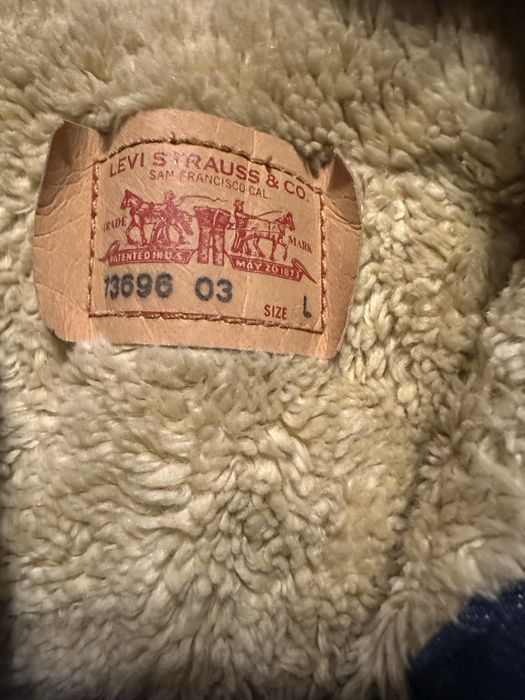 LEVI STRAUSS & CO.
SAN FRANCISCO CAL.
TRADE MARK
PATENTED IN U.S. MAY 20 1873
73696 03
SIZE L